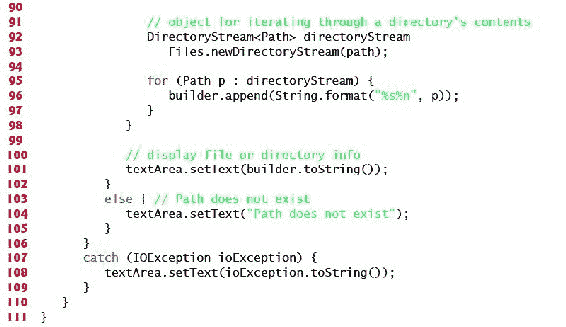 90
91 // object for iterating through a directory's contents
92 DirectoryStream<Path> directoryStream
93 Files.newDirectoryStream(path);
94
95 for (Path p : directoryStream) {
96 builder.append(String.format("%s%n", p));
97 }
98 }
99
100 // display file or directory info
101 textArea.setText(builder.toString());
102 }
103 else { // Path does not exist
104 textArea.setText("Path does not exist");
105 }
106 }
107 catch (IOException ioException) {
108 textArea.setText(ioException.toString());
109 }
110 }
111 }